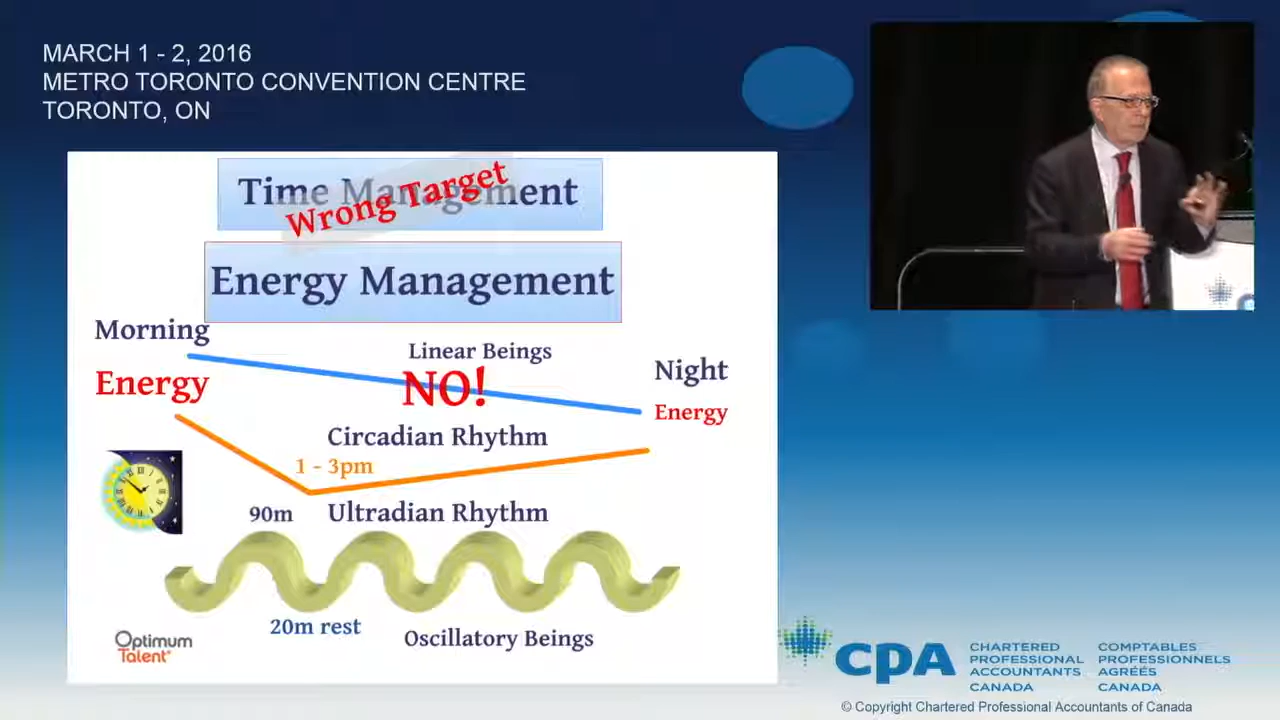 MARCH 1 - 2, 2016
METRO TORONTO CONVENTION CENTRE
TORONTO, ON
Time Management
Wrong Target
Energy Management
Morning
Linear Beings
Night
Energy
NO!
Energy
Circadian Rhythm
1 - 3pm
90m
Ultradian Rhythm
20m rest
Oscillatory Beings
Optimum
Talent
CPA
CHARTERED
PROFESSIONAL
ACCOUNTANTS
CANADA
COMPTABLES
PROFESSIONNELS
AGRÉÉS
CANADA
© Copyright Chartered Professional Accountants of Canada